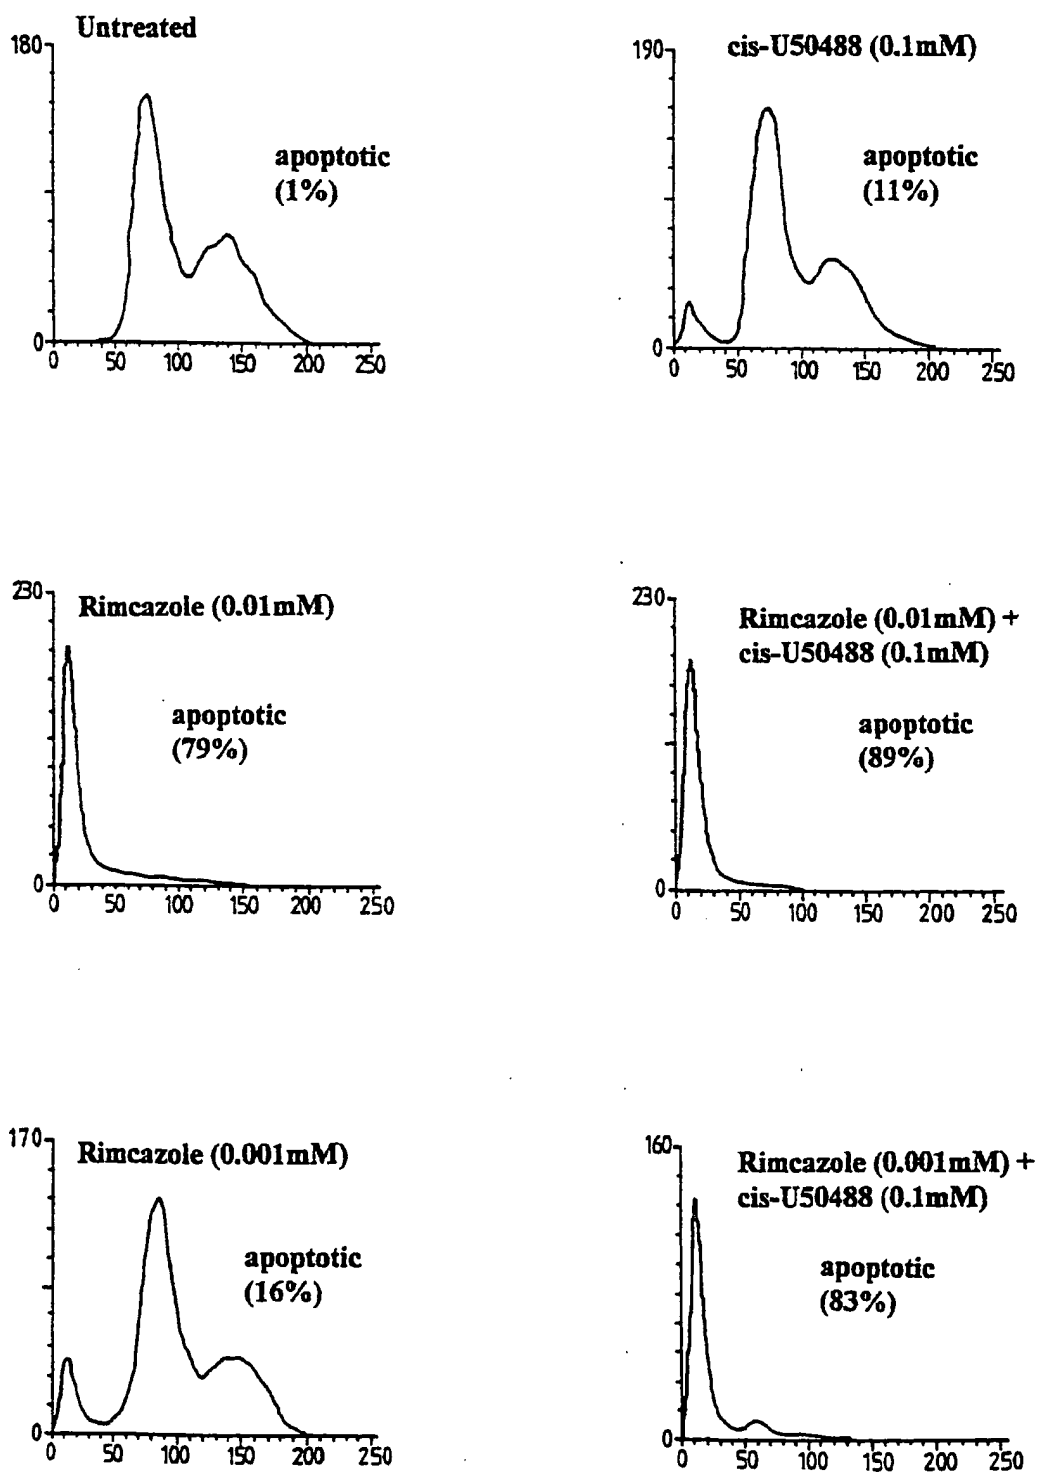 Untreated
180
apoptotic
(1%)
0
0 50 100 150 200 250
cis-U50488 (0.1mM)
190
apoptotic
(11%)
0
0 50 100 150 200 250
230
Rimcazole (0.01mM)
apoptotic
(79%)
0
0 50 100 150 200 250
230
Rimcazole (0.01mM) +
cis-U50488 (0.1mM)
apoptotic
(89%)
0
0 50 100 150 200 250
170
Rimcazole (0.001mM)
apoptotic
(16%)
0
0 50 100 150 200 250
160
Rimcazole (0.001mM) +
cis-U50488 (0.1mM)
apoptotic
(83%)
0
0 50 100 150 200 250